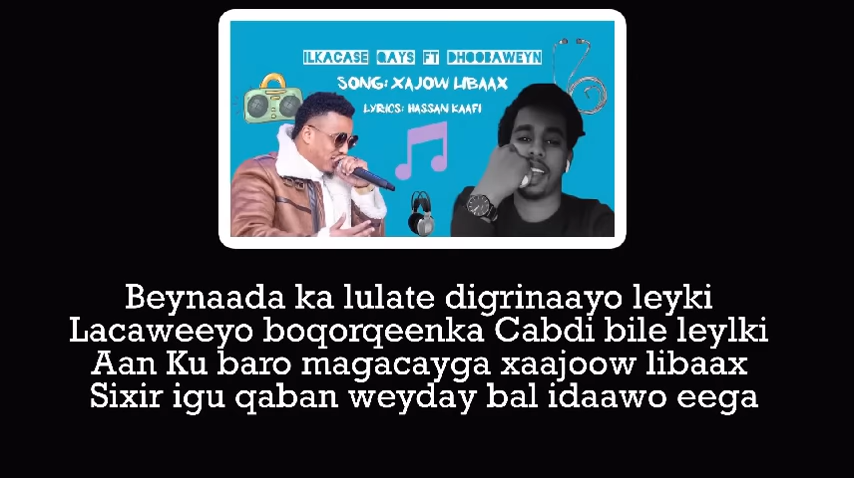 ILKACASE QAYS FT DHOOBAWEYN
SONG: XAJOW LIBAAX
LYRICS: HASSAN KAAFI
Beynaada ka lulate digrinaayo leyki
Lacaweeyo boqorqeenka Cabdi bile leylki
Aan Ku baro magacayga xaajoow libaax
Sixir igu qaban weyday bal idaawo eega